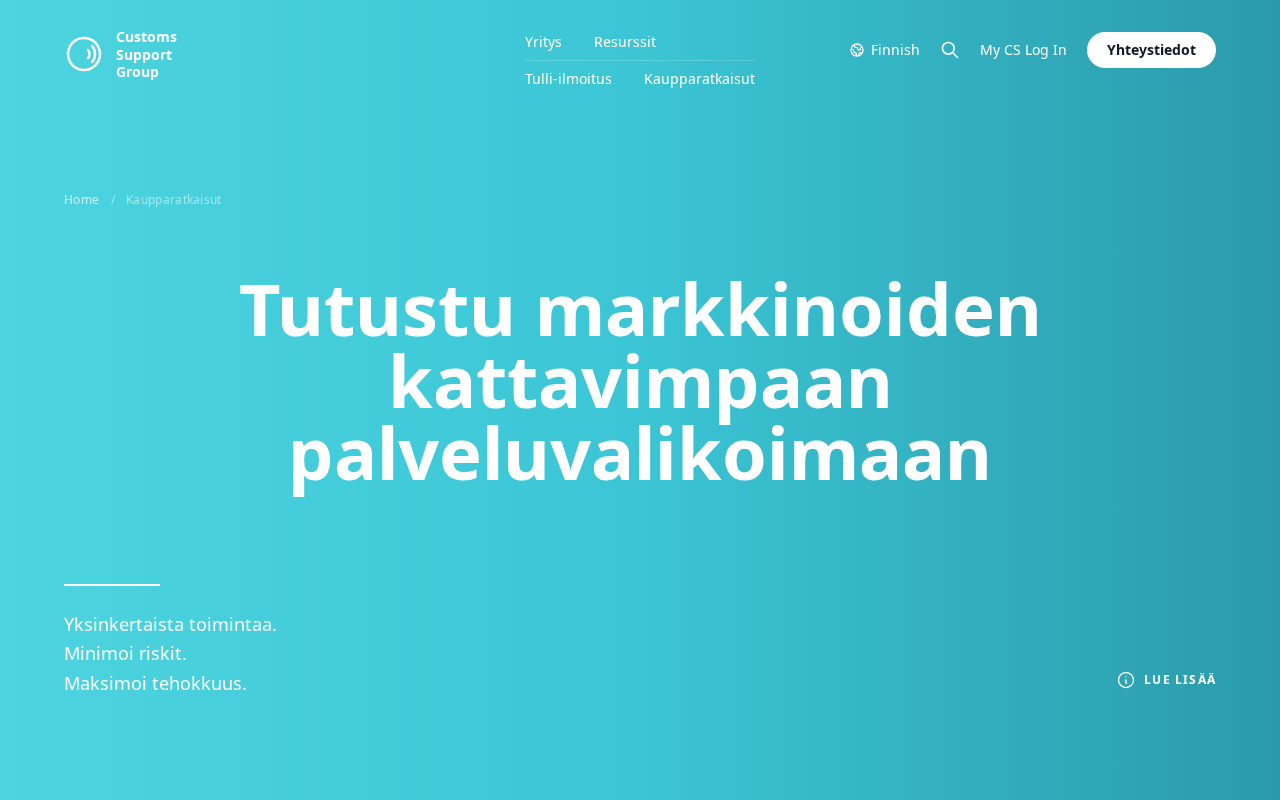 Customs
Support
Group
Yritys Resurssit
Tulli-ilmoitus Kaupparatkaisut
Finnish
My CS Log In
Yhteystiedot
Home / Kaupparatkaisut
Tutustu markkinoiden
kattavimpaan
palveluvalikoimaan
Yksinkertaista toimintaa.
Minimoi riskit.
Maksimoi tehokkuus.
LUE LISÄÄ